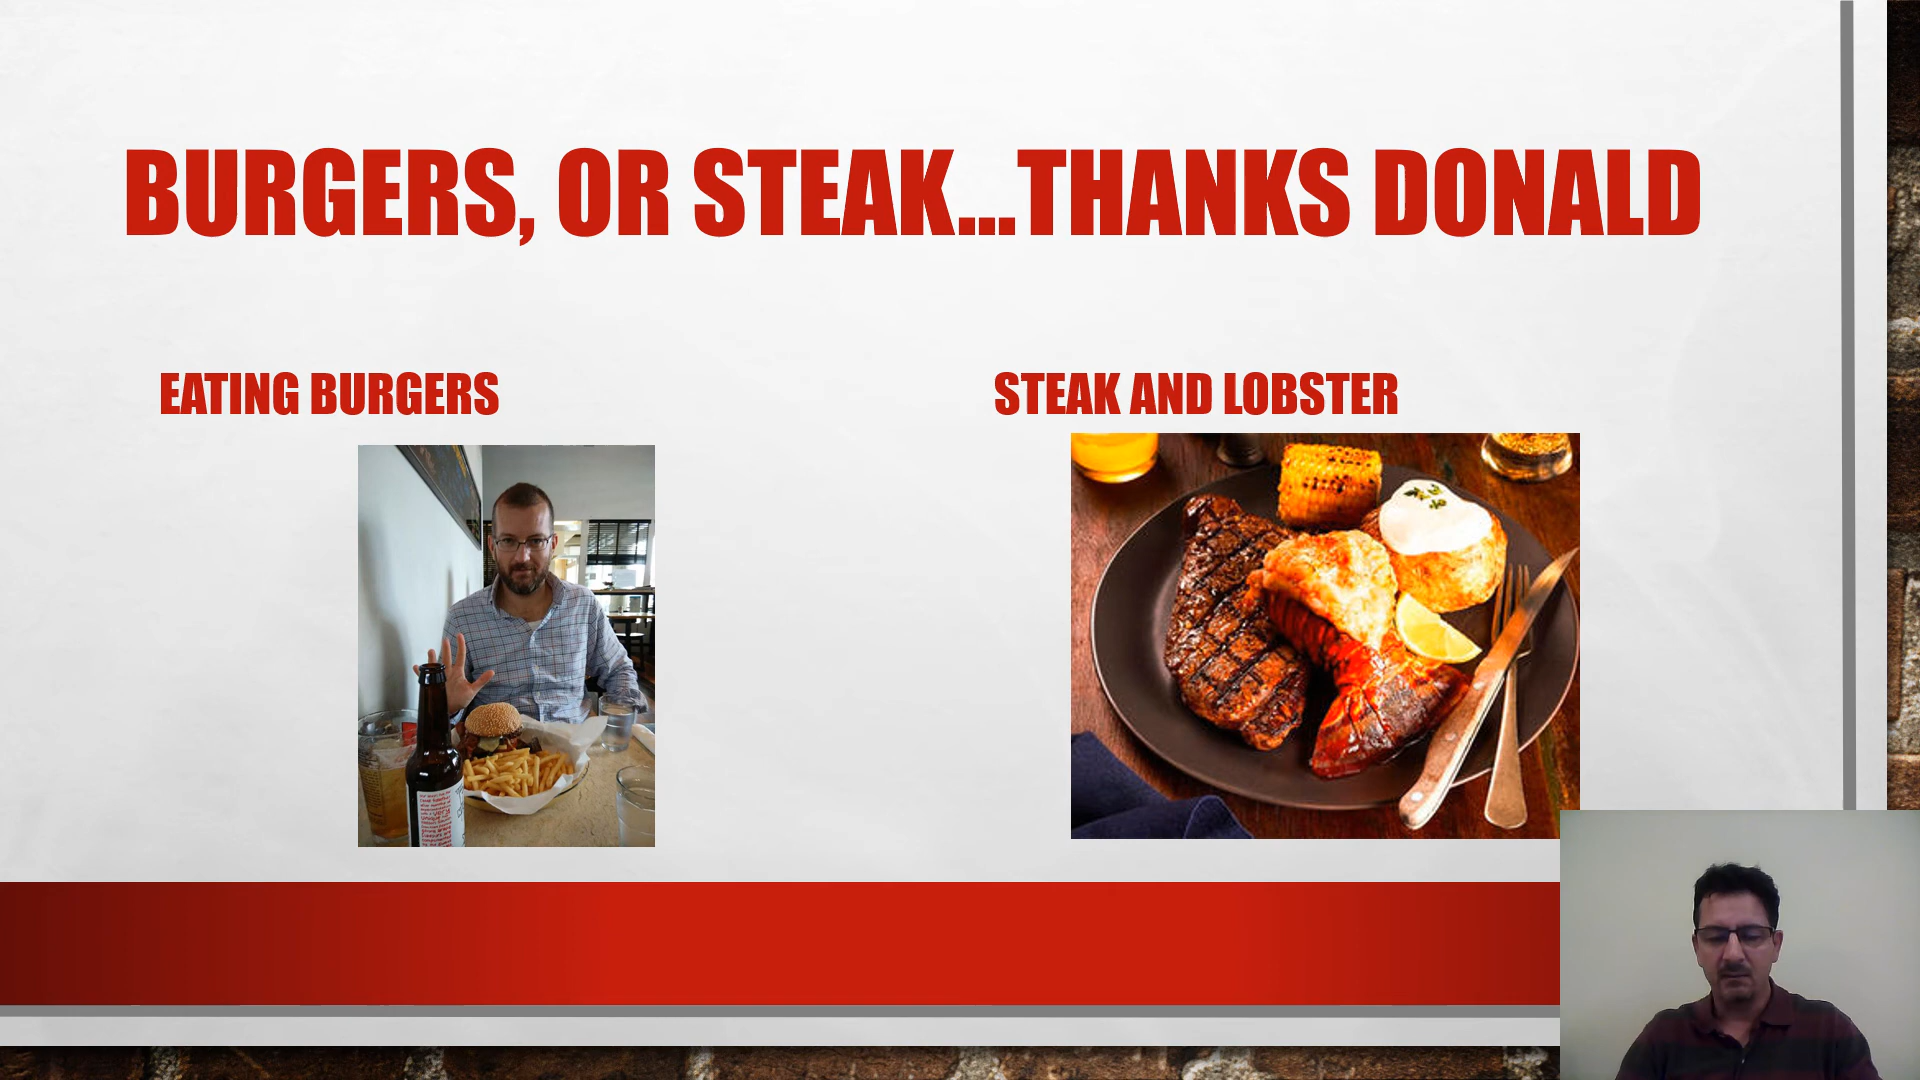 BURGERS, OR STEAK...THANKS DONALD
EATING BURGERS
STEAK AND LOBSTER